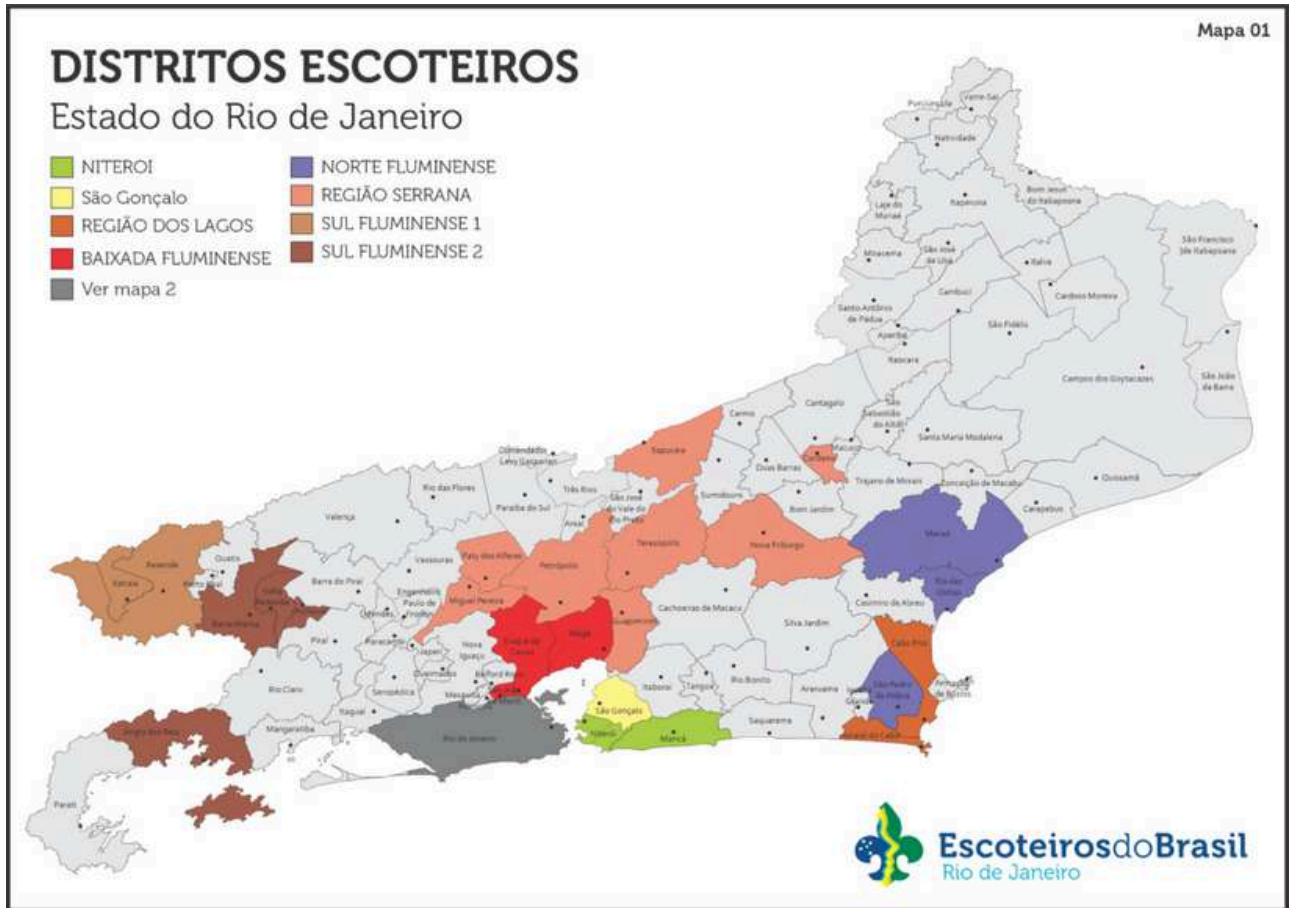 Mapa 01
DISTRITOS ESCOTEIROS
Estado do Rio de Janeiro
NITEROI
São Gonçalo
REGIÃO DOS LAGOS
BAIXADA FLUMINENSE
Ver mapa 2
NORTE FLUMINENSE
REGIÃO SERRANA
SUL FLUMINENSE 1
SUL FLUMINENSE 2
Varre-Sai
Natividade
Bom Jesus
do Itabapoana
Itaperuna
Laje do
Muriaé
São Francisco
São José
de Ubá
Miracema
Italva
Cardoso Moreira
Cambuci
Santo Antônio
de Pádua
São Fidélis
Aperibé
Itaocara
Campos dos Goytacazes
São João
da Barra
Cantagalo
São
Sebastião
do Alto
Carmo
Santa Maria Madalena
Macuco
Cordeiro
Sapucaia
Duas Barras
Trajano de Morais
Conceição de Macabu
Quissamã
Carapebus
Comendador
Levy Gasparian
Três Rios
Rio das Flores
Paraíba do Sul
São José
do Vale do
Rio Preto
Sumidouro
Bom Jardim
Areal
Valença
Macaé
Nova Friburgo
Teresópolis
Petrópolis
Paty dos Alferes
Vassouras
Quatis
Resende
Itatiaia
Porto Real
Barra do Piraí
Engenheiro
Paulo de
Frontin
Mendes
Miguel Pereira
Volta
Redonda
Barra Mansa
Rio das
Ostras
Casimiro de Abreu
Cachoeiras de Macacu
Guapimirim
Magé
Duque de
Caxias
Silva Jardim
Piraí
Paracambi
Japeri
Nova
Iguaçu
Queimados
Belford Roxo
Cabo Frio
Rio Claro
Seropédica
Mesquita
Itaboraí
Tanguá
Rio Bonito
Araruama
São Pedro
da Aldeia
Armação
de Búzios
Itaguaí
São Gonçalo
Niterói
Maricá
Saquarema
Arraial do Cabo
Angra dos Reis
Mangaratiba
Rio de Janeiro
Parati
EscoteirosdoBrasil
Rio de Janeiro